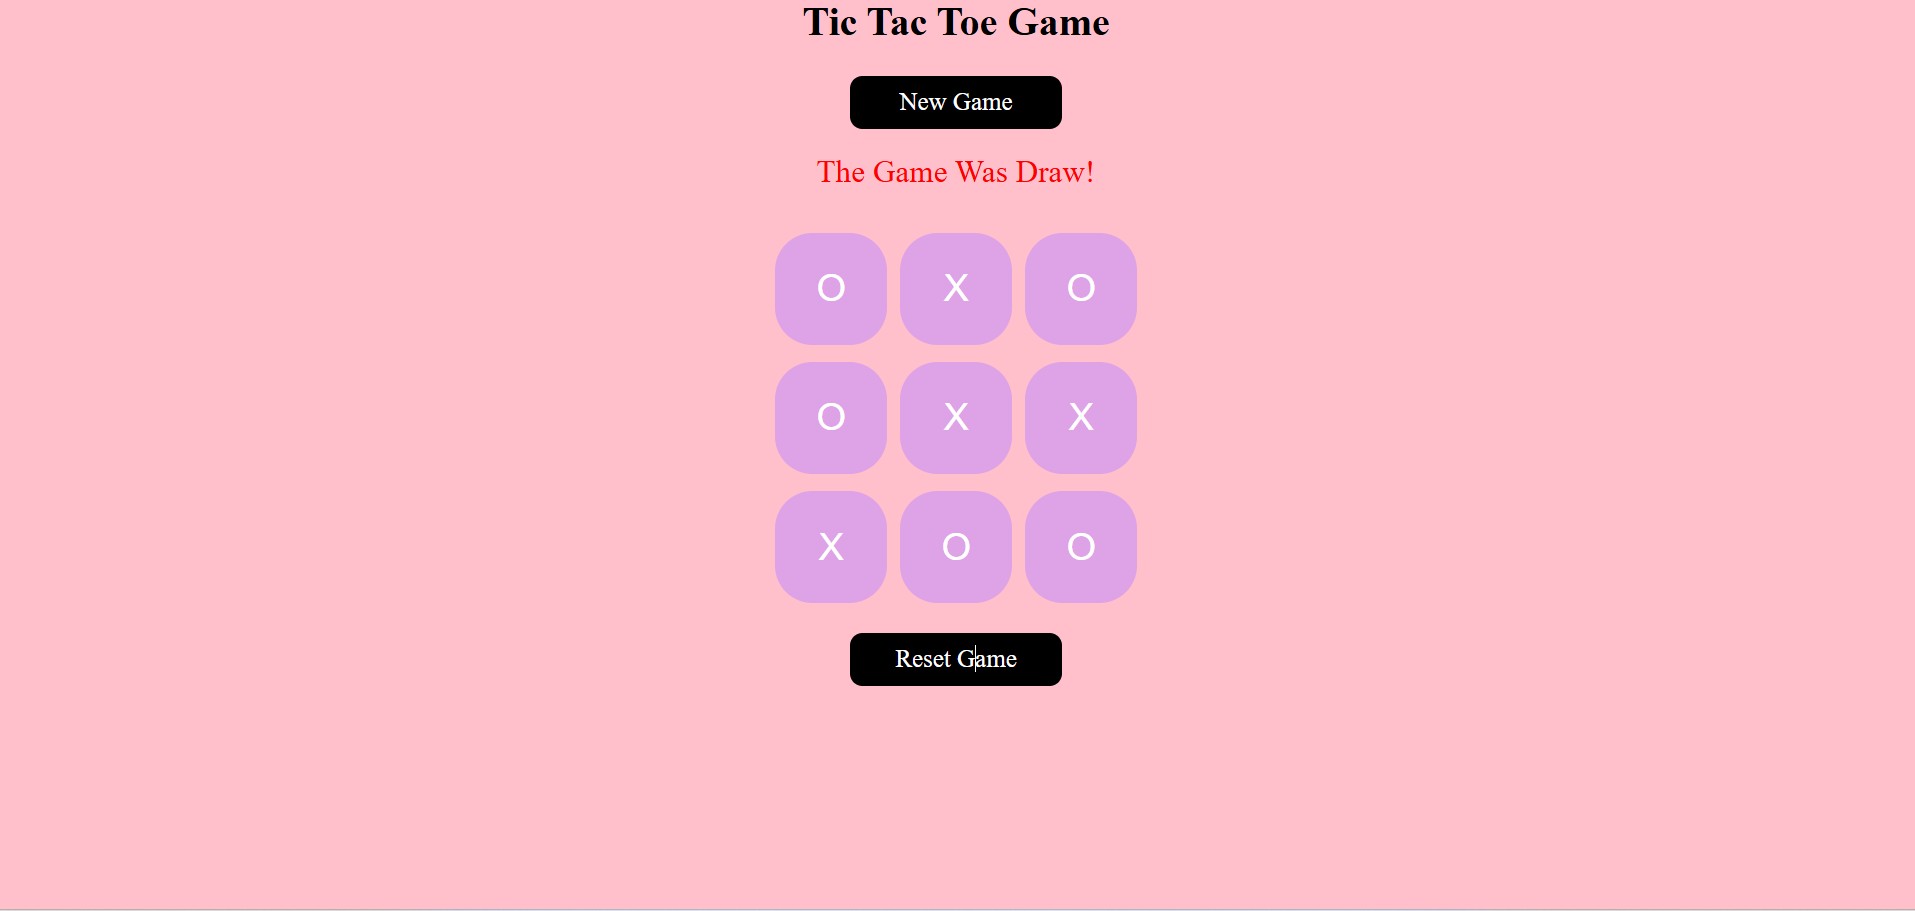 Tic Tac Toe Game
New Game
The Game Was Draw!
O X O
O X X
X O O
Reset Game